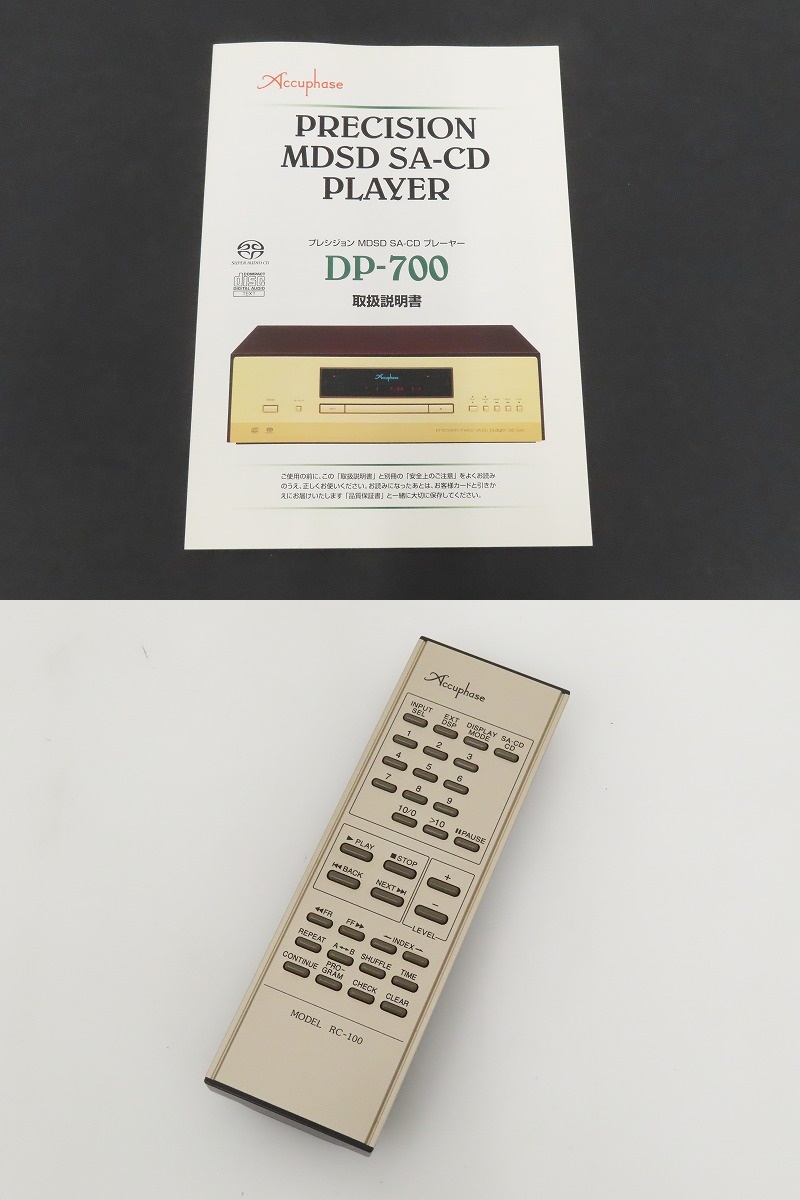 Accuphase
PRECISION
MDSD SA-CD
PLAYER
プレシジョン MDSD SA-CD プレーヤー
SUPER AUDIO CD
DP-700
COMPACT
disc
DIGITAL AUDIO
TEXT
取扱説明書
Accuphase
ご使用の前に、この「取扱説明書」と別冊の「安全上のご注意」をよくお読み
のうえ、正しくお使いください。お読みになったあとは、お客様カードと引きか
えにお届けいたします「品質保証書」と一緒に大切に保存してください。
Accuphase
INPUT SEL
EXT DSP
DISPLAY MODE
SA-CD CD
1
2
3
4
5
6
7
8
9
10/0
>10
PAUSE
PLAY
STOP
BACK
NEXT
+
−
LEVEL
FR
FF
INDEX
REPEAT
A↔B
SHUFFLE
TIME
CONTINUE
PRO-GRAM
CHECK
CLEAR
MODEL RC-100